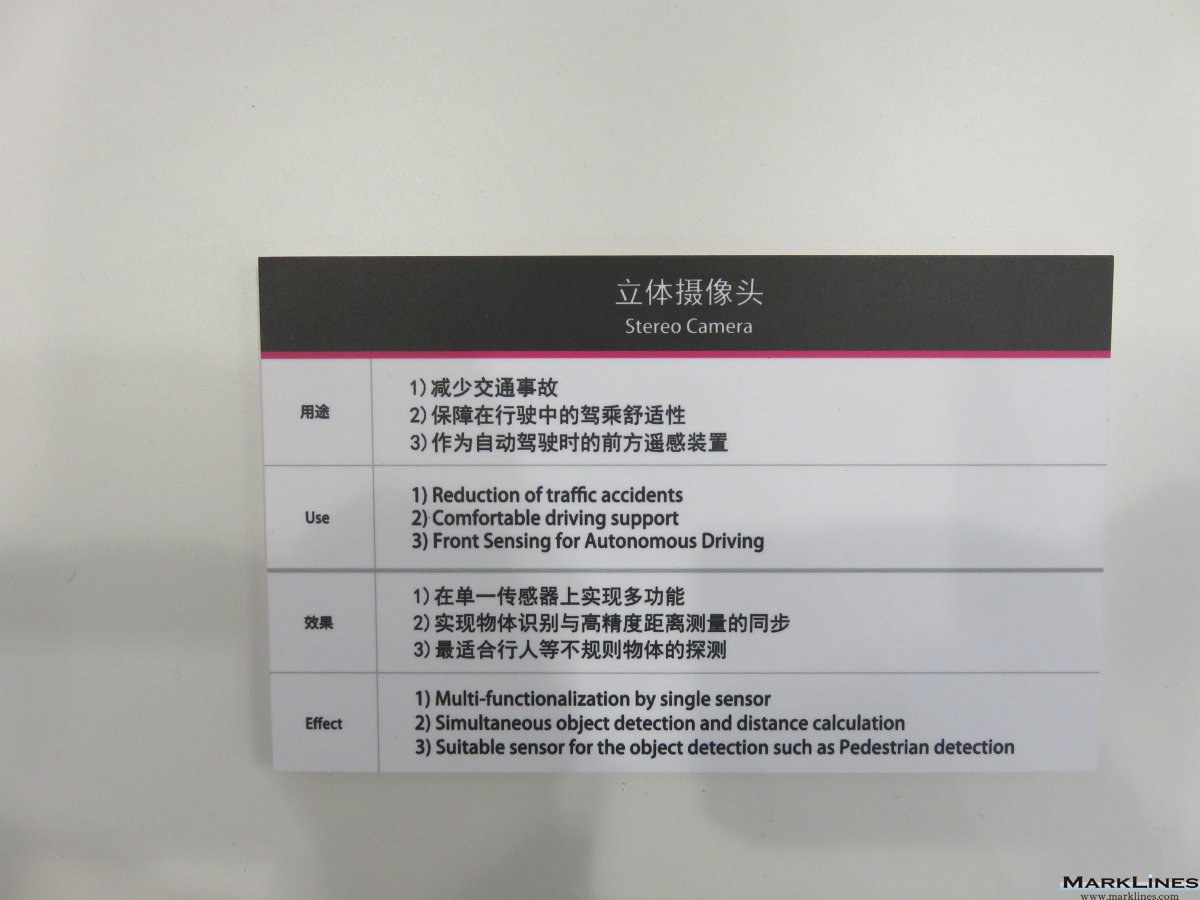 立体摄像头
Stereo Camera
用途
1) 减少交通事故
2) 保障在行驶中的驾乘舒适性
3) 作为自动驾驶时的前方遥感装置
Use
1) Reduction of traffic accidents
2) Comfortable driving support
3) Front Sensing for Autonomous Driving
效果
1) 在单一传感器上实现多功能
2) 实现物体识别与高精度距离测量的同步
3) 最适合行人等不规则物体的探测
Effect
1) Multi-functionalization by single sensor
2) Simultaneous object detection and distance calculation
3) Suitable sensor for the object detection such as Pedestrian detection
MARKLINES
www.marklines.com